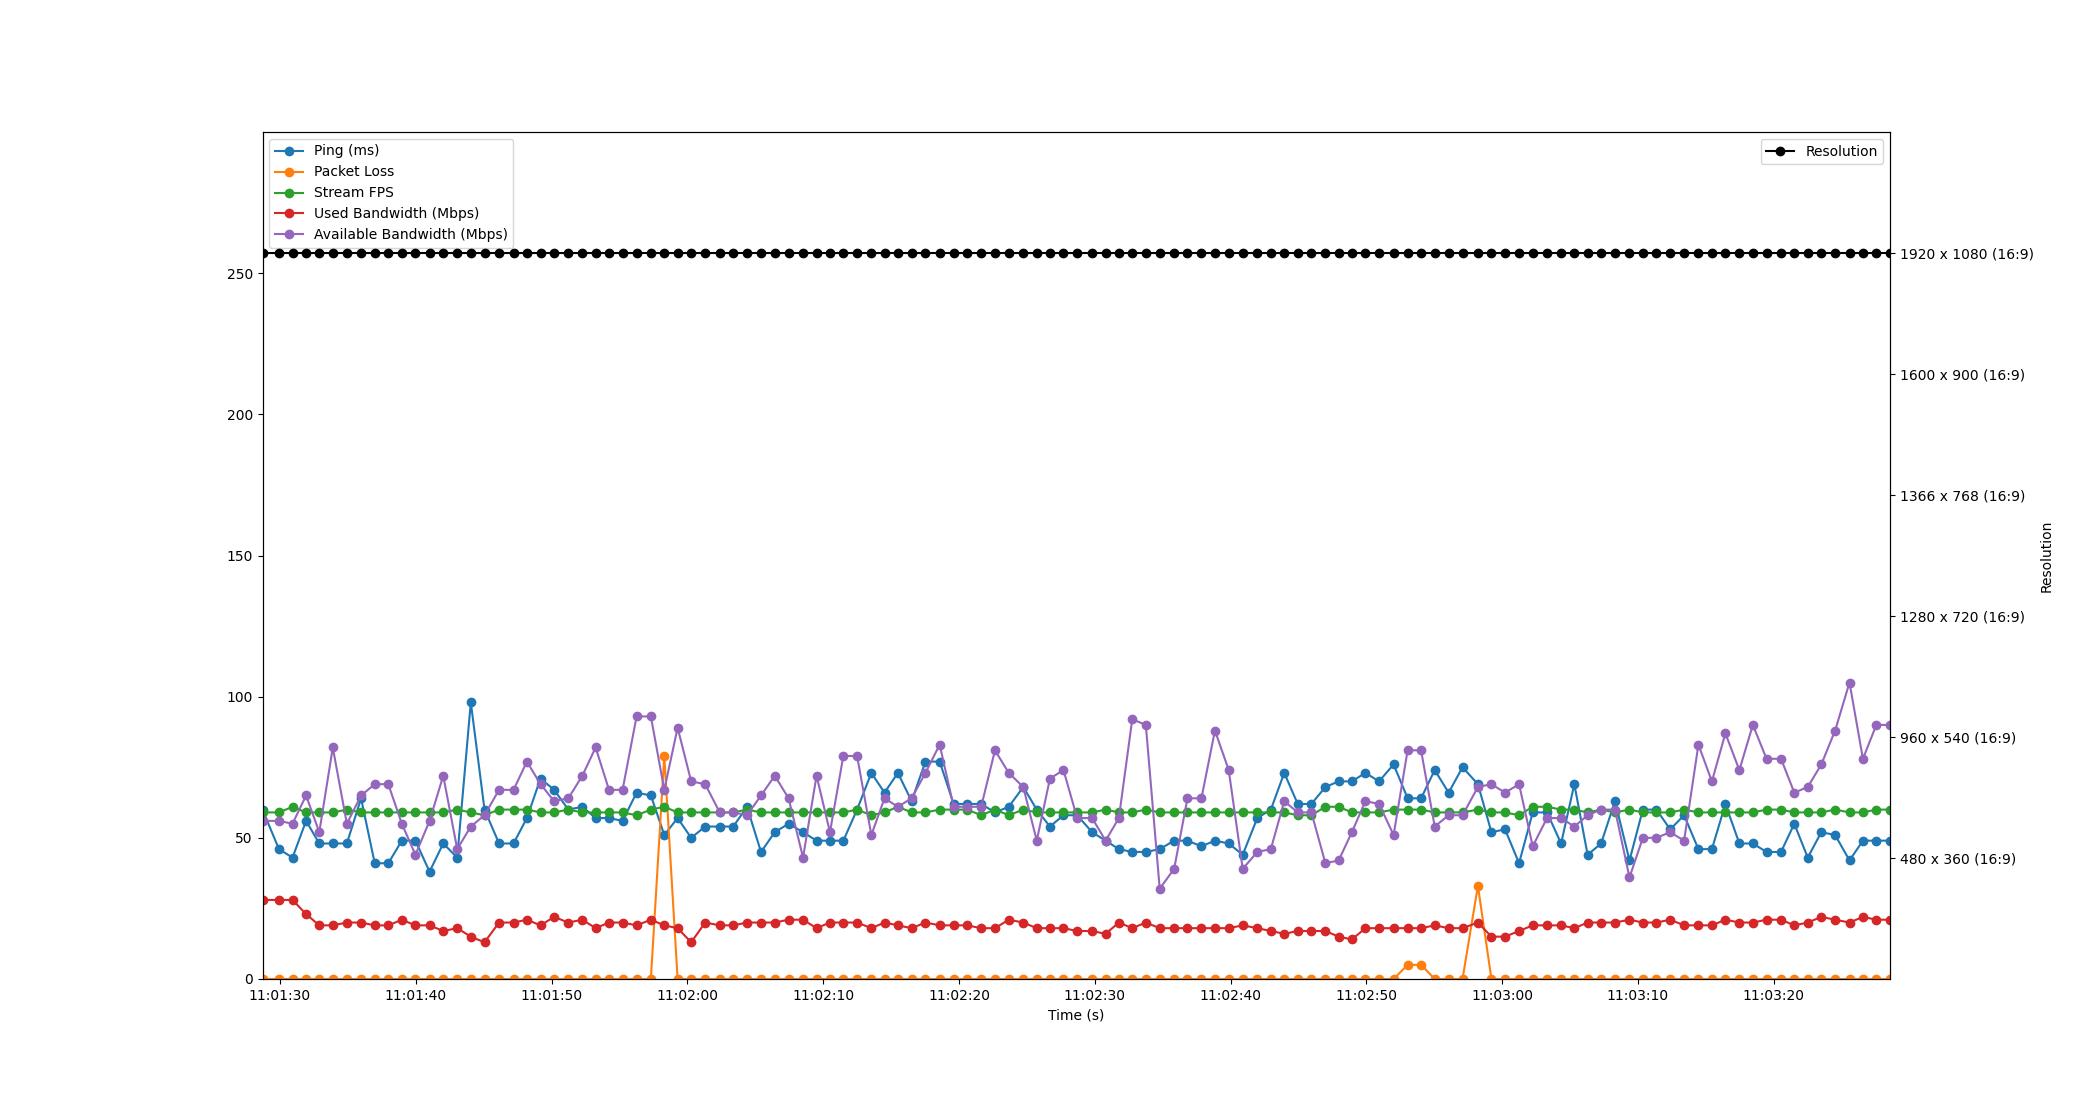 Ping (ms)
Packet Loss
Stream FPS
Used Bandwidth (Mbps)
Available Bandwidth (Mbps)
Resolution
250
200
150
100
50
0
1920 x 1080 (16:9)
1600 x 900 (16:9)
1366 x 768 (16:9)
1280 x 720 (16:9)
960 x 540 (16:9)
480 x 360 (16:9)
Resolution
11:01:30 11:01:40 11:01:50 11:02:00 11:02:10 11:02:20 11:02:30 11:02:40 11:02:50 11:03:00 11:03:10 11:03:20
Time (s)